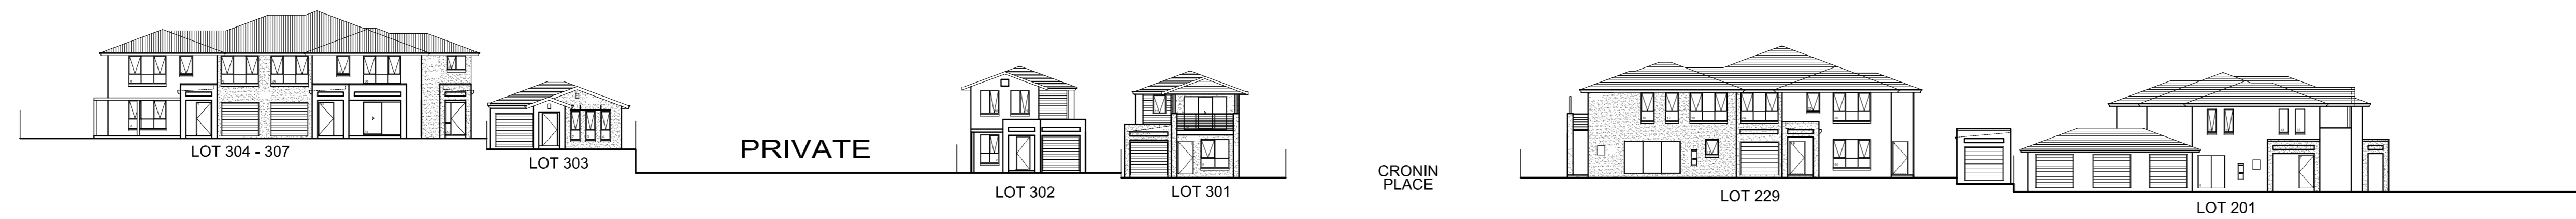 LOT 304 - 307
LOT 303
PRIVATE
LOT 302
LOT 301
CRONIN
PLACE
LOT 229
LOT 201